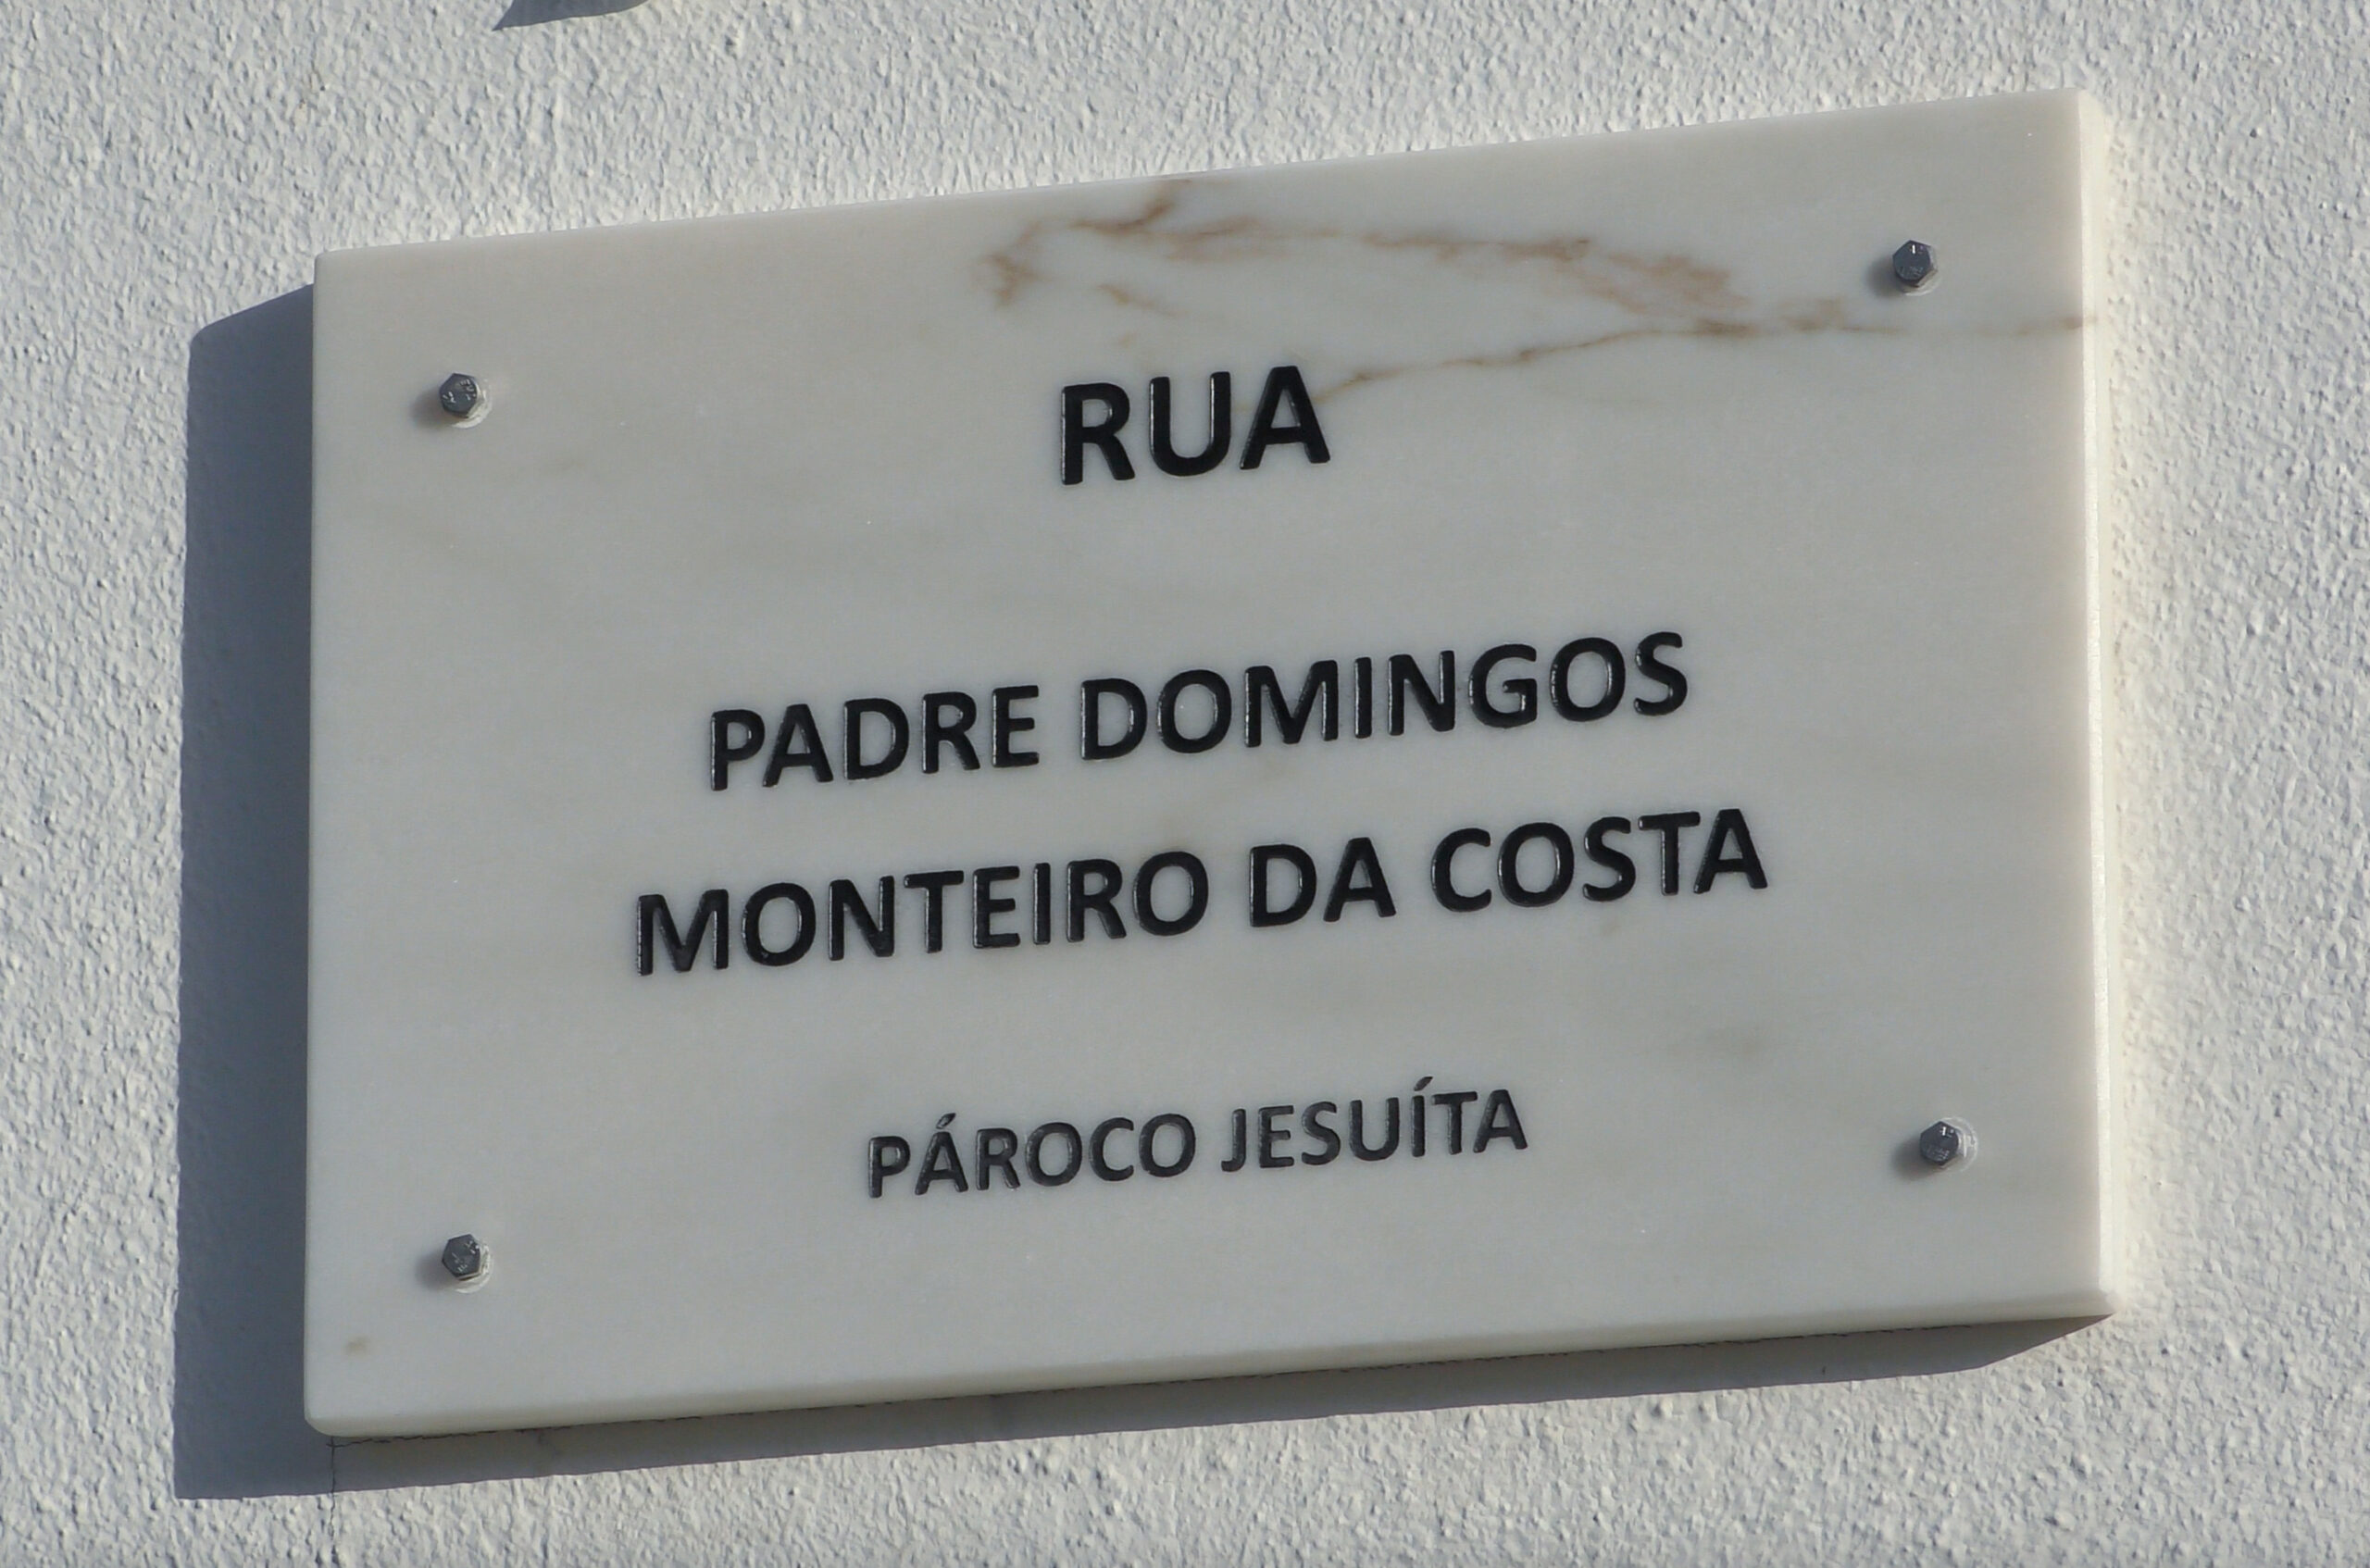 RUA
PADRE DOMINGOS
MONTEIRO DA COSTA
PÁROCO JESUÍTA